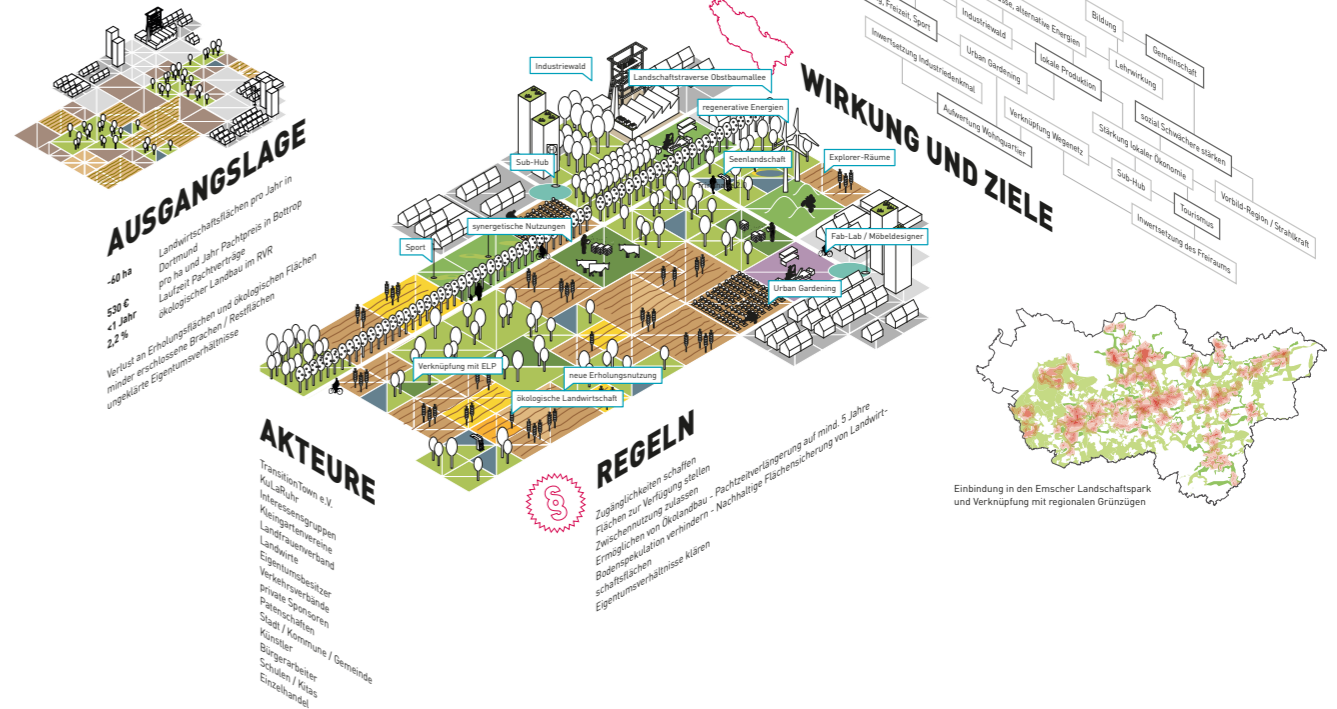 AUSGANGSLAGE
-60 ha Landwirtschaftsflächen pro Jahr in
Dortmund
530 € pro ha und Jahr Pachtpreis in Bottrop
<1 Jahr Laufzeit Pachtverträge
2,2 % ökologischer Landbau im RVR
Verlust an Erholungsflächen und ökologischen Flächen
minder erschlossene Brachen / Restflächen
ungeklärte Eigentumsverhältnisse
Industriewald
Landschaftstraverse Obstbaumallee
regenerative Energien
Sub-Hub
Seenlandschaft
Explorer-Räume
synergetische Nutzungen
Sport
Fab-Lab / Möbeldesigner
Urban Gardening
Verknüpfung mit ELP
neue Erholungsnutzung
ökologische Landwirtschaft
AKTEURE
TransitionTown e.V.
KuLaRuhr
Interessensgruppen
Kleingartenvereine
Landfrauenverband
Landwirte
Eigentumsbesitzer
Verkehrsverbände
private Sponsoren
Patenschaften
Stadt / Kommune / Gemeinde
Künstler
Bürgerarbeiter
Schulen / Kitas
Einzelhandel
§
REGELN
Zugänglichkeiten schaffen
Flächen zur Verfügung stellen
Zwischennutzung zulassen
Ermöglichen von Ökolandbau - Pachtzeitverlängerung auf mind. 5 Jahre
Bodenspekulation verhindern - Nachhaltige Flächensicherung von Landwirt-
schaftsflächen
Eigentumsverhältnisse klären
WIRKUNG UND ZIELE
Freizeit, Sport
Industriewald
alternative Energien
Bildung
Inwertsetzung Industriedenkmal
Urban Gardening
lokale Produktion
Lehrwirkung
Gemeinschaft
Aufwertung Wohnquartier
Verknüpfung Wegenetz
Stärkung lokaler Ökonomie
sozial Schwächere stärken
Sub-Hub
Tourismus
Vorbild-Region / Strahlkraft
Inwertsetzung des Freiraums
Einbindung in den Emscher Landschaftspark
und Verknüpfung mit regionalen Grünzügen